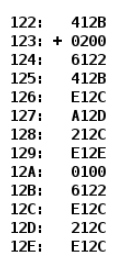 122:   412B
123: + 0200
124:   6122
125:   412B
126:   E12C
127:   A12D
128:   212C
129:   E12E
12A:   0100
12B:   6122
12C:   E12C
12D:   212C
12E:   E12C